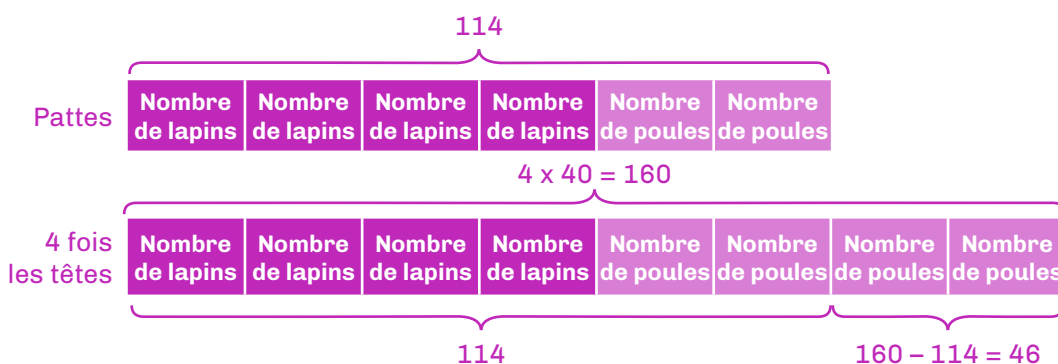 114
Pattes
Nombre de lapins
Nombre de lapins
Nombre de lapins
Nombre de lapins
Nombre de poules
Nombre de poules
4 x 40 = 160
4 fois
les têtes
Nombre de lapins
Nombre de lapins
Nombre de lapins
Nombre de lapins
Nombre de poules
Nombre de poules
Nombre de poules
Nombre de poules
114
160 – 114 = 46